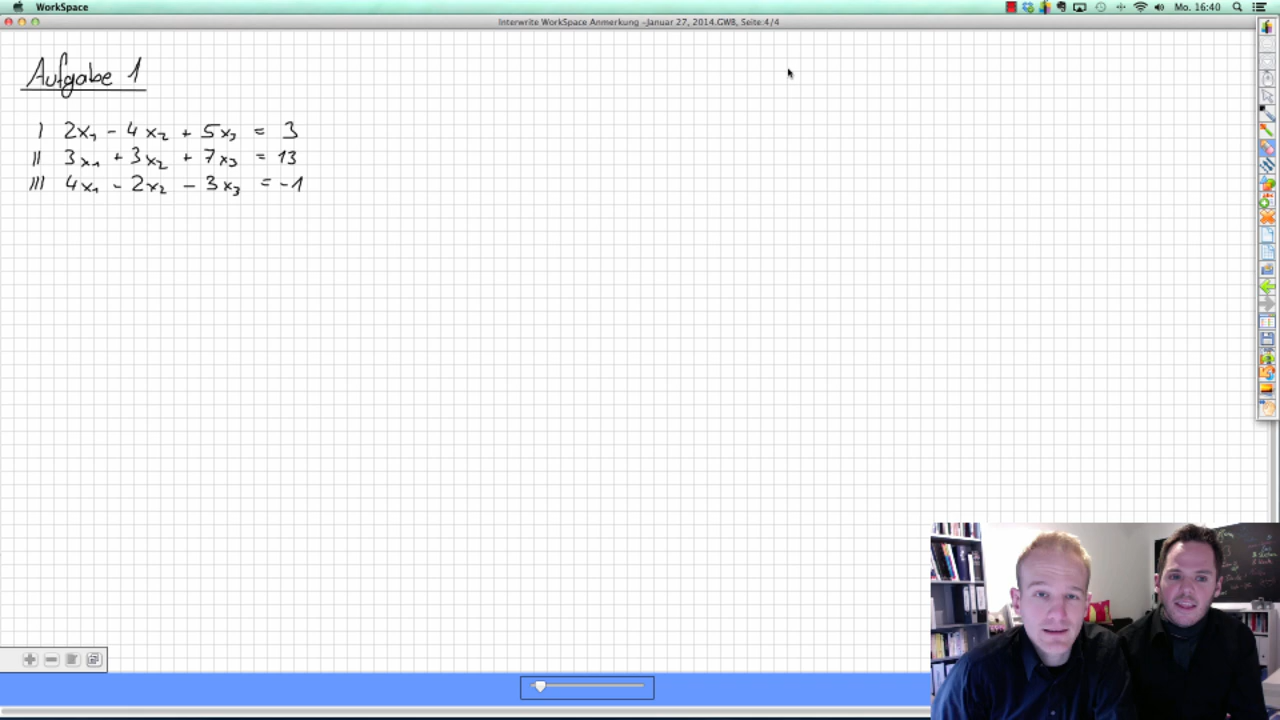 WorkSpace
Mo. 16:40
Interwrite WorkSpace Anmerkung -Januar 27, 2014.GWB, Seite:4/4
Aufgabe 1
I 2x₁ - 4x₂ + 5x₃ = 3
II 3x₁ + 3x₂ + 7x₃ = 13
III 4x₁ - 2x₂ - 3x₃ = -1